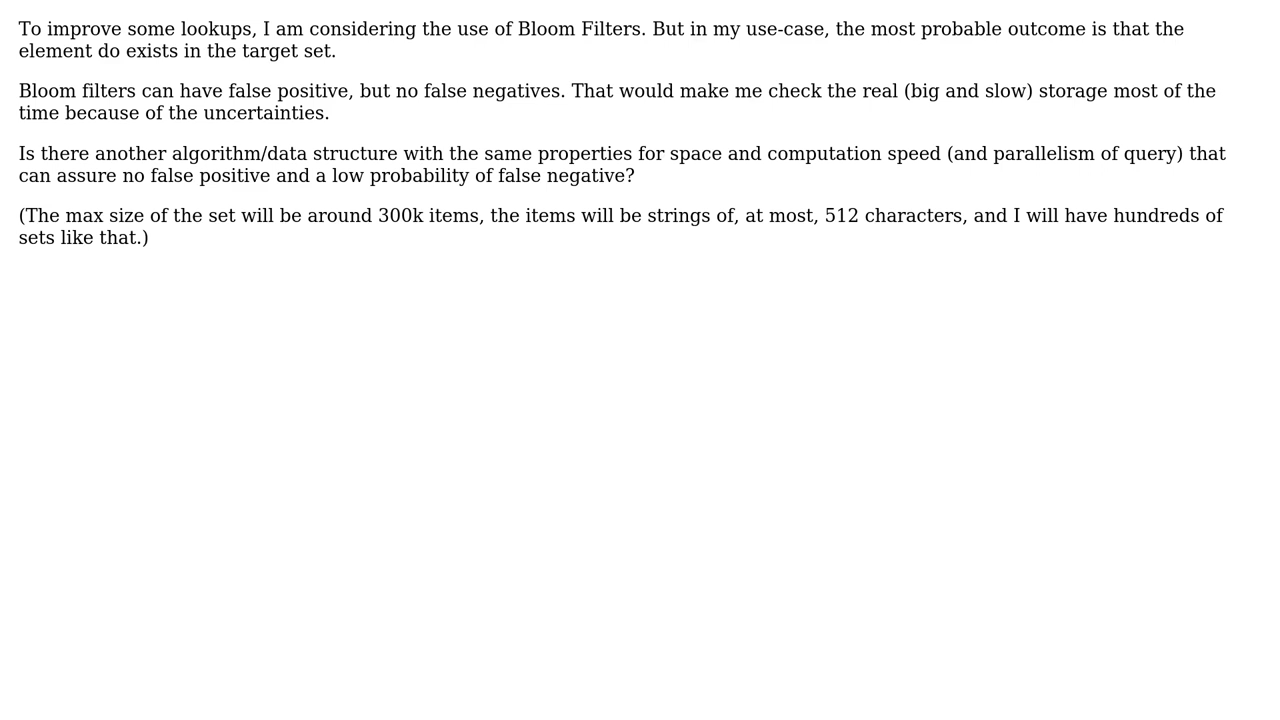 To improve some lookups, I am considering the use of Bloom Filters. But in my use-case, the most probable outcome is that the
element do exists in the target set.
Bloom filters can have false positive, but no false negatives. That would make me check the real (big and slow) storage most of the
time because of the uncertainties.
Is there another algorithm/data structure with the same properties for space and computation speed (and parallelism of query) that
can assure no false positive and a low probability of false negative?
(The max size of the set will be around 300k items, the items will be strings of, at most, 512 characters, and I will have hundreds of
sets like that.)